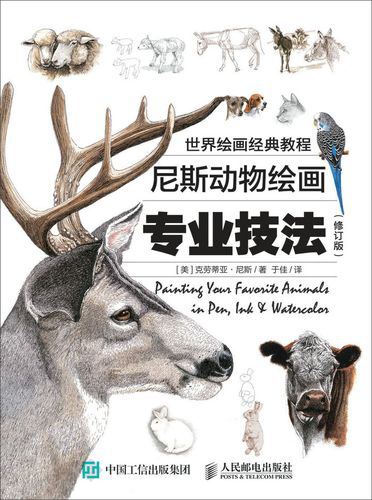 世界绘画经典教程
尼斯动物绘画
专业技法
(修订版)
[美]克劳蒂亚·尼斯/著 于佳/译
Painting Your Favorite Animals
in Pen, Ink & Watercolor
中国工信出版集团
人民邮电出版社
POSTS & TELECOM PRESS